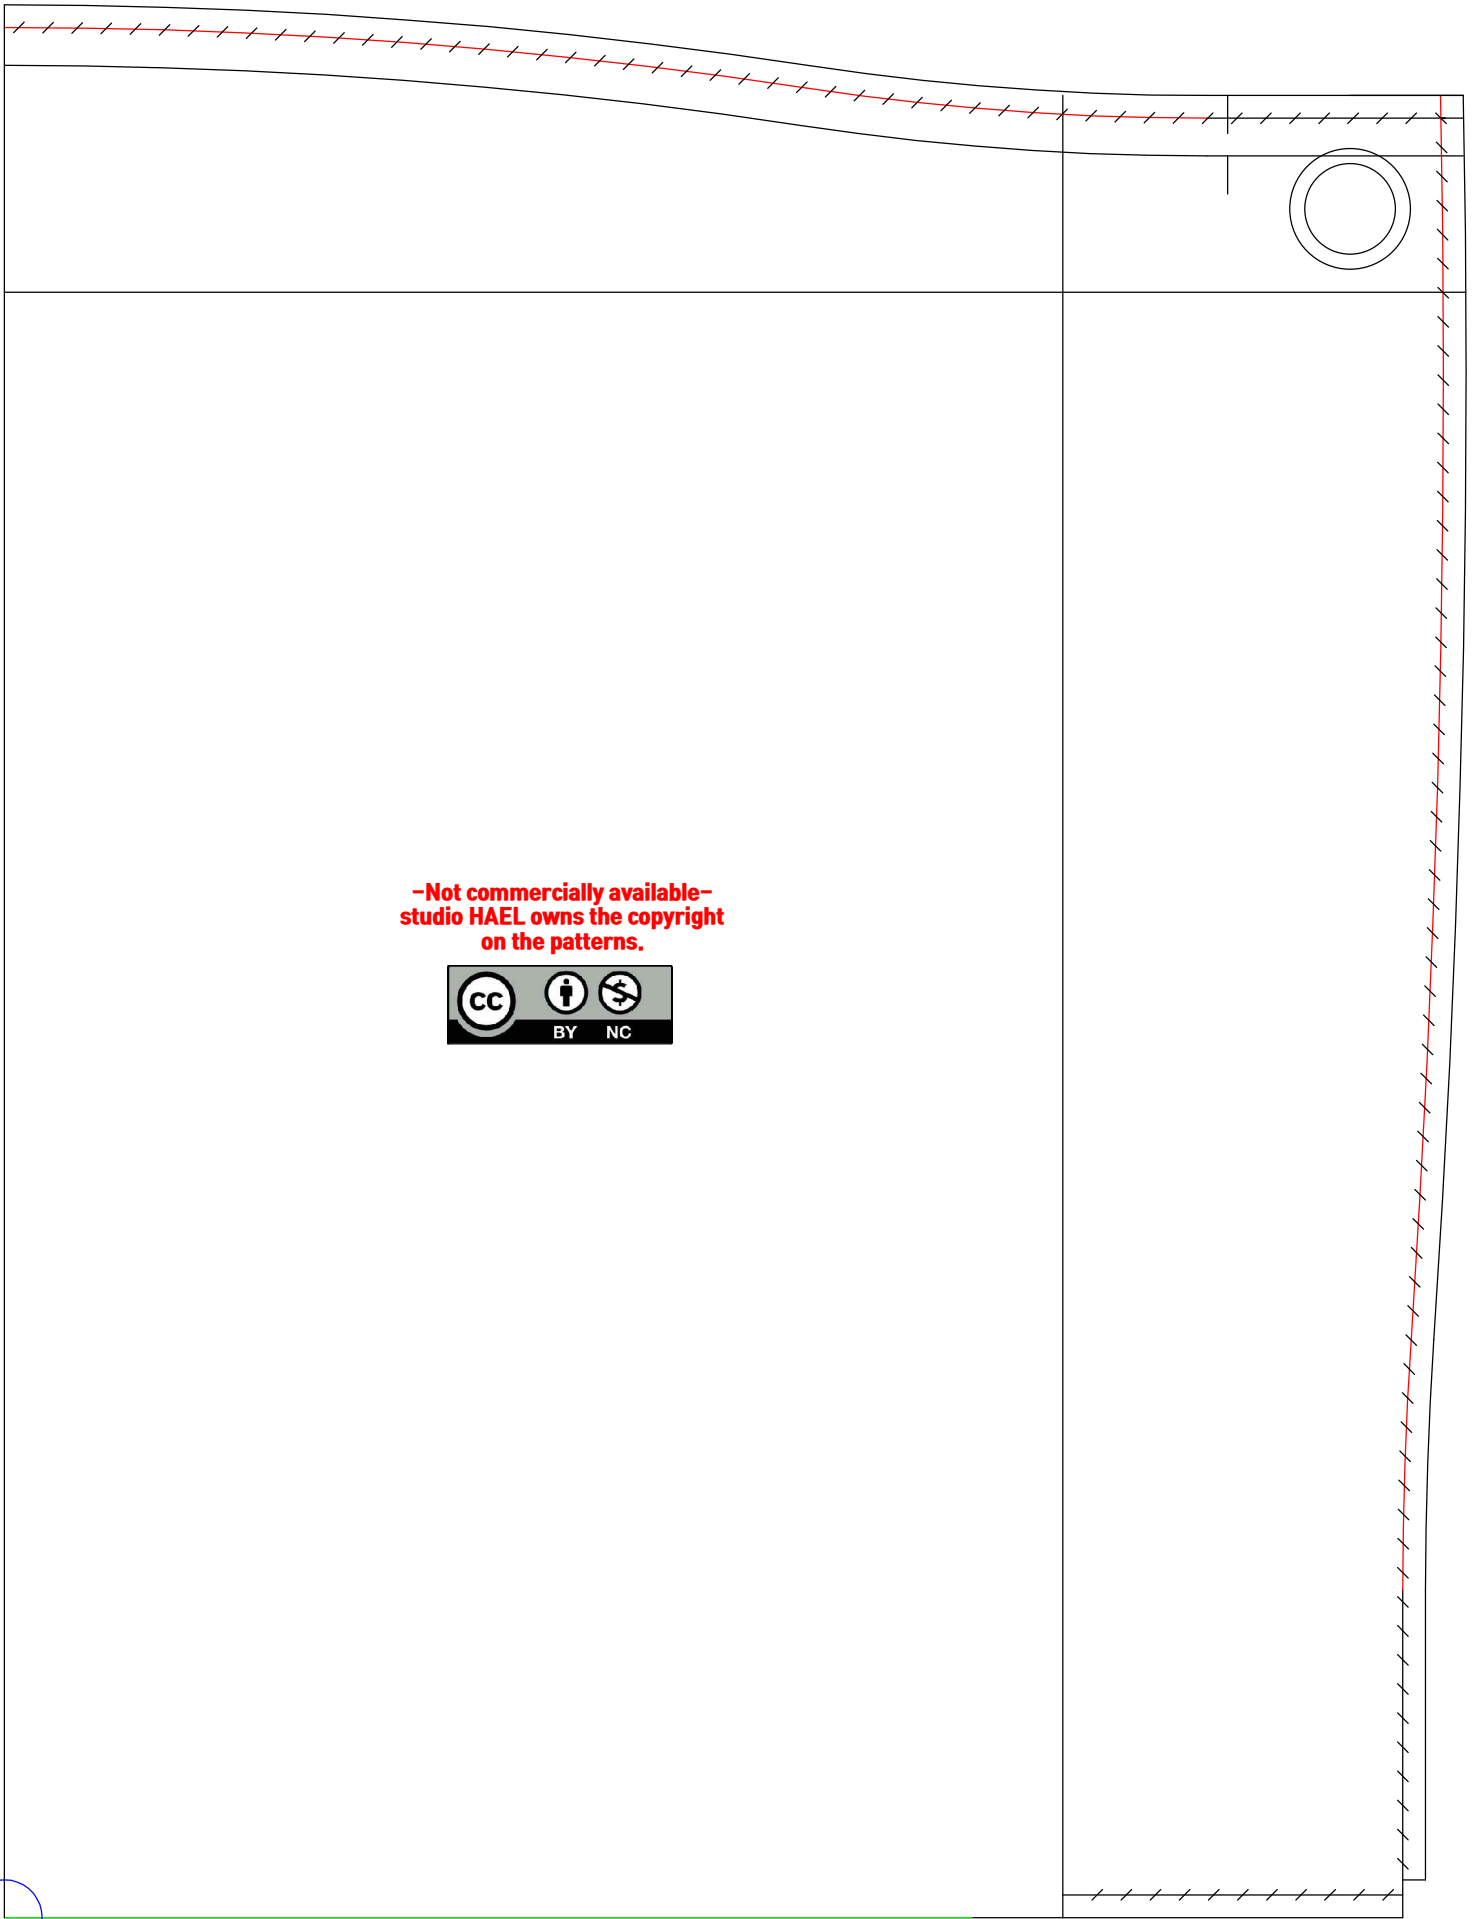 -Not commercially available-
studio HAEL owns the copyright
on the patterns.
CC
BY NC